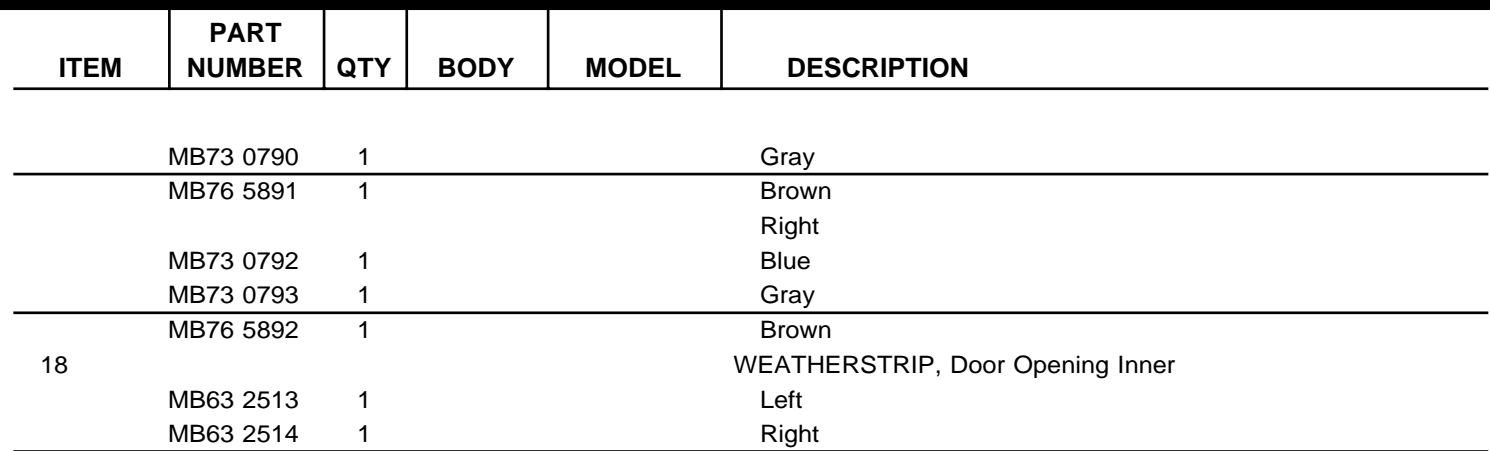 ITEM PART NUMBER QTY BODY MODEL DESCRIPTION
MB73 0790 1 Gray
MB76 5891 1 Brown
Right
MB73 0792 1 Blue
MB73 0793 1 Gray
MB76 5892 1 Brown
18 WEATHERSTRIP, Door Opening Inner
MB63 2513 1 Left
MB63 2514 1 Right